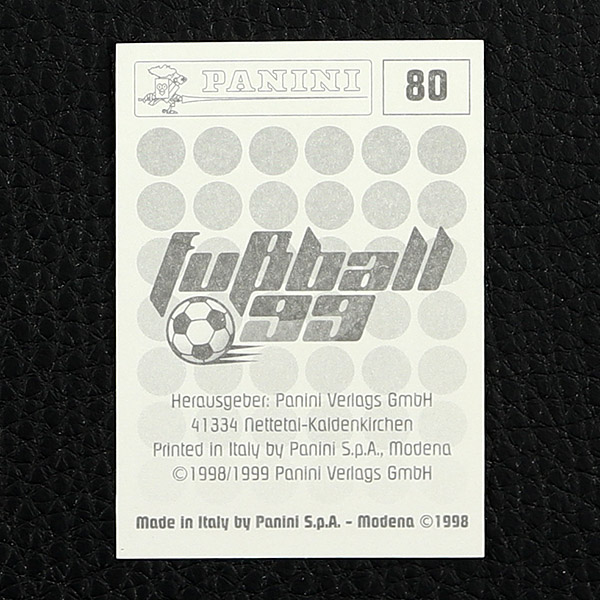 PANINI
80
fußball
99
Herausgeber: Panini Verlags GmbH
41334 Nettetal-Kaldenkirchen
Printed in Italy by Panini S.p.A., Modena
©1998/1999 Panini Verlags GmbH
Made in Italy by Panini S.p.A. - Modena ©1998